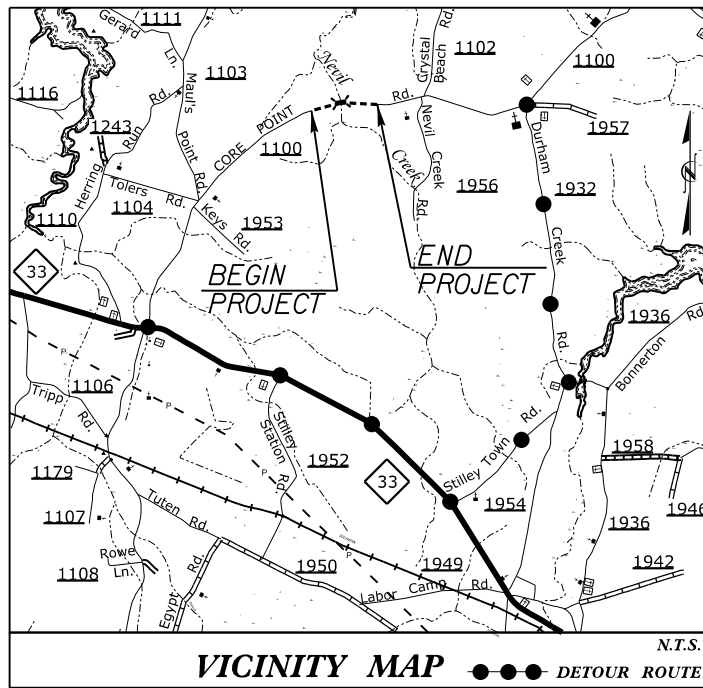 1111
Gerard
Ln.
1116
1103
Maul's
Point Rd.
Nevil
Creek
1102
Crystal
Beach
Rd.
1100
1243
Run
Rd.
Herring
CORE POINT
Rd.
1100
Nevil
Creek
Rd.
1957
Durham
Creek
Rd.
1932
1956
Tolers
Rd.
1104
1110
Keys
Rd.
1953
N
33
BEGIN
PROJECT
END
PROJECT
1936
Bonnerton
Rd.
1106
Tripp
Rd.
P
P
P
P
Stilley
Station
Rd.
1952
33
Stilley Town Rd.
1954
1958
1946
1179
1107
Tuten Rd.
1936
Rowe
Ln.
1108
Egypt
Rd.
1950
1949
1942
Labor Camp Rd.
N.T.S.
VICINITY MAP
DETOUR ROUTE